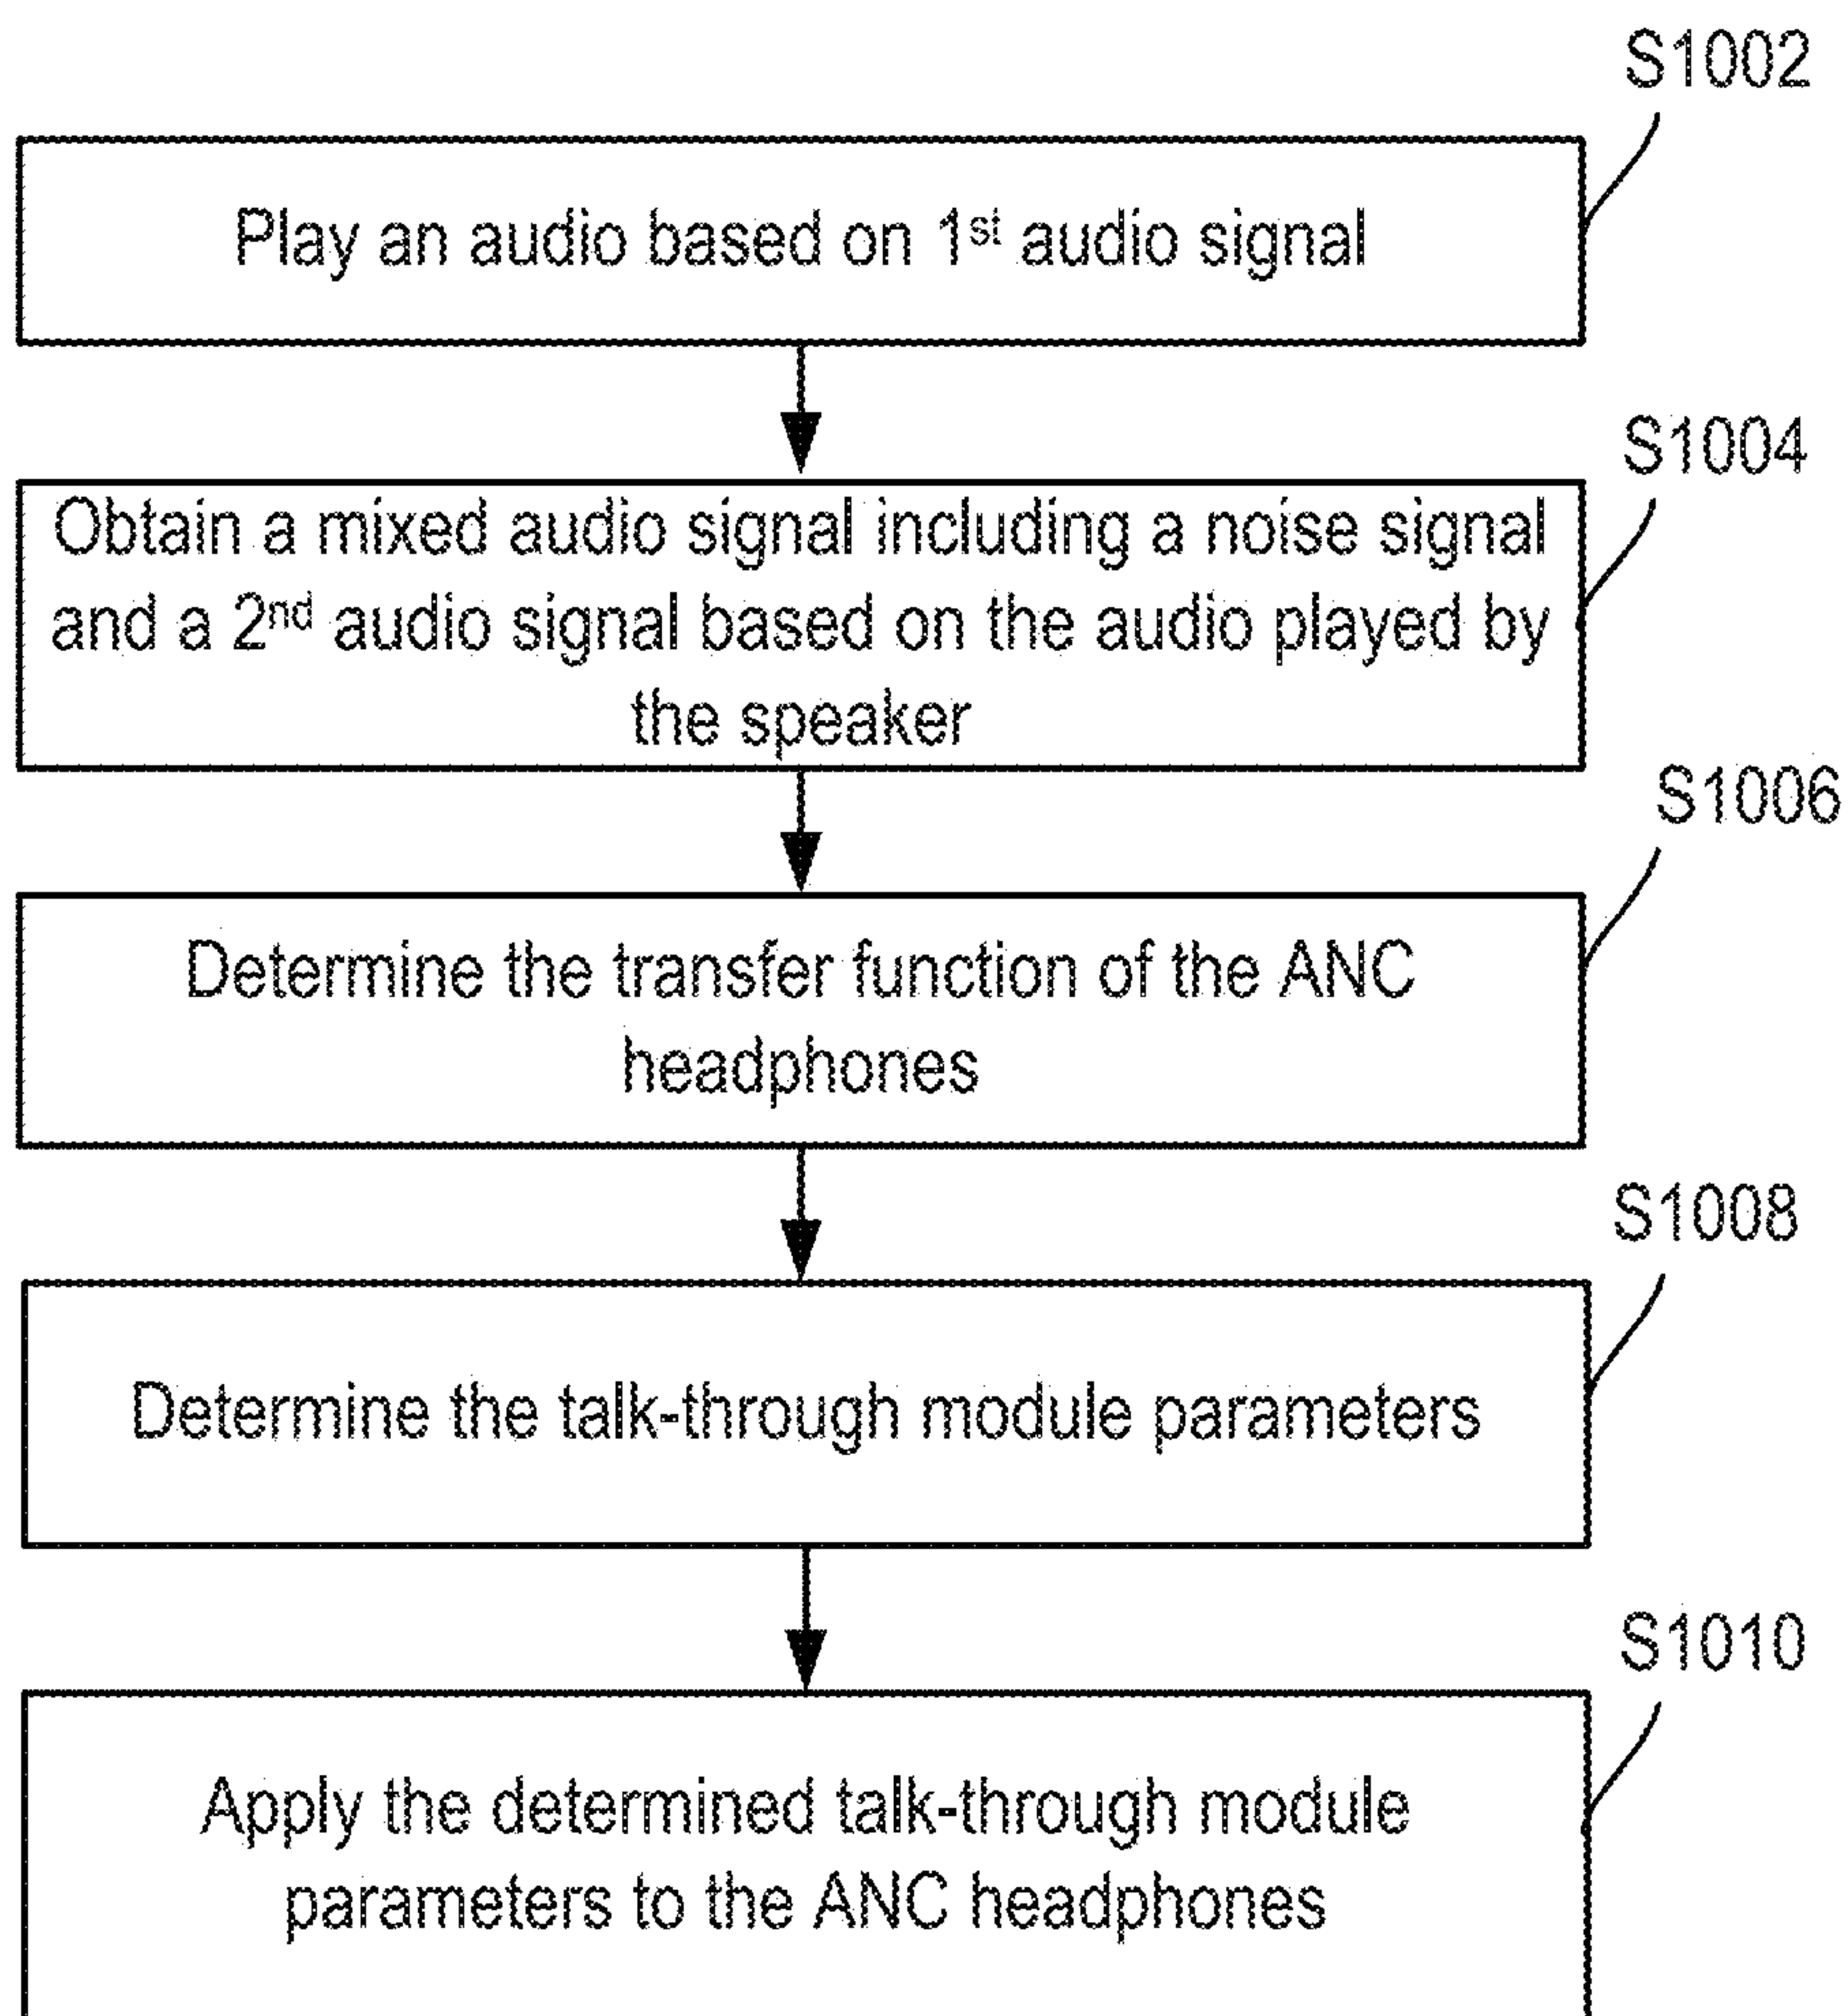 S1002
Play an audio based on 1st audio signal
S1004
Obtain a mixed audio signal including a noise signal
and a 2nd audio signal based on the audio played by
the speaker
S1006
Determine the transfer function of the ANC
headphones
S1008
Determine the talk-through module parameters
S1010
Apply the determined talk-through module
parameters to the ANC headphones